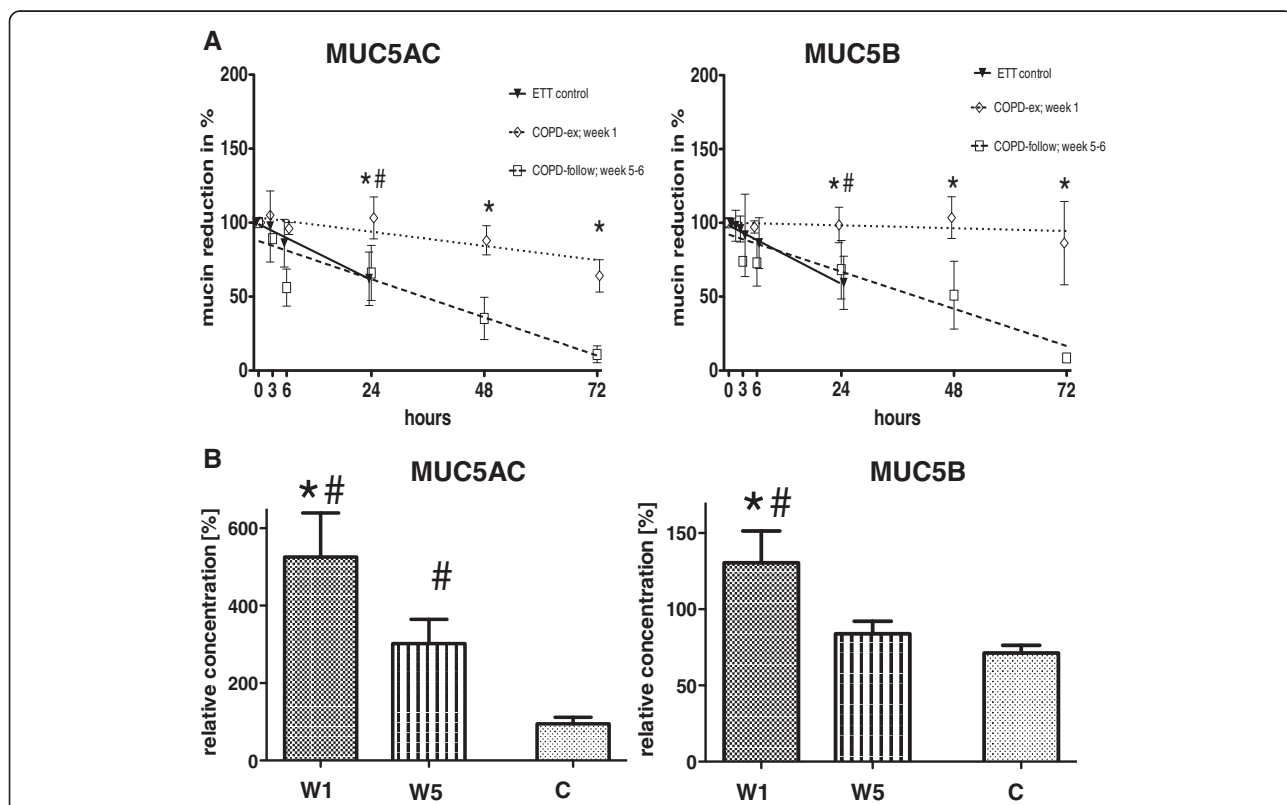 A
MUC5AC
mucin reduction in %
200
150
100
50
0
ETT control
COPD-ex; week 1
COPD-follow; week 5-6
*#
*
*
0 3 6 24 48 72
hours
MUC5B
mucin reduction in %
200
150
100
50
0
ETT control
COPD-ex; week 1
COPD-follow; week 5-6
*#
*
*
0 3 6 24 48 72
hours
B
MUC5AC
relative concentration [%]
600
400
200
0
*#
#
W1 W5 C
MUC5B
relative concentration [%]
150
100
50
0
*#
W1 W5 C